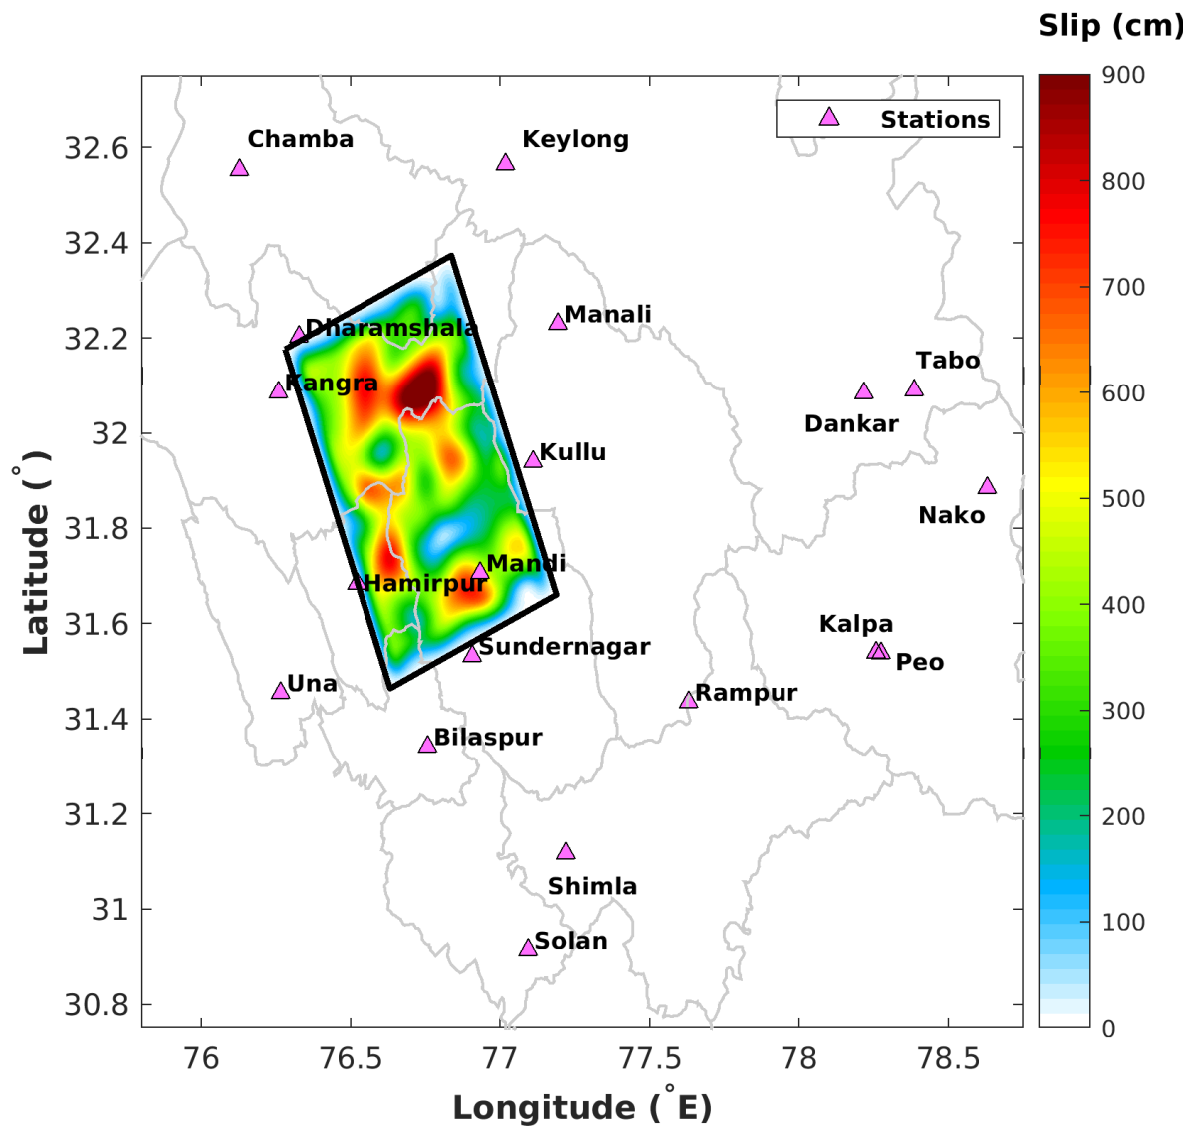 Slip (cm)
900
800
700
600
500
400
300
200
100
0
Stations
Chamba
Keylong
Dharamshala
Manali
Kangra
Tabo
Dankar
Kullu
Nako
Mandi
Hamirpur
Kalpa
Sundernagar
Peo
Una
Rampur
Bilaspur
Shimla
Solan
32.6
32.4
32.2
32
31.8
31.6
31.4
31.2
31
30.8
Latitude (°)
76
76.5
77
77.5
78
78.5
Longitude (°E)